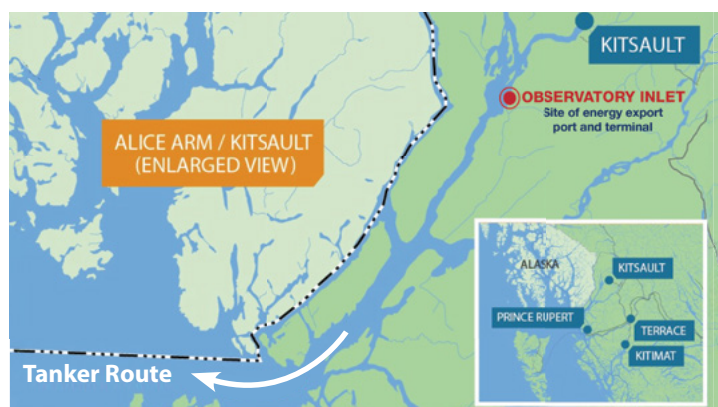 KITSAULT
OBSERVATORY INLET
Site of energy export
port and terminal
ALICE ARM / KITSAULT
(ENLARGED VIEW)
ALASKA
KITSAULT
PRINCE RUPERT
TERRACE
KITIMAT
Tanker Route